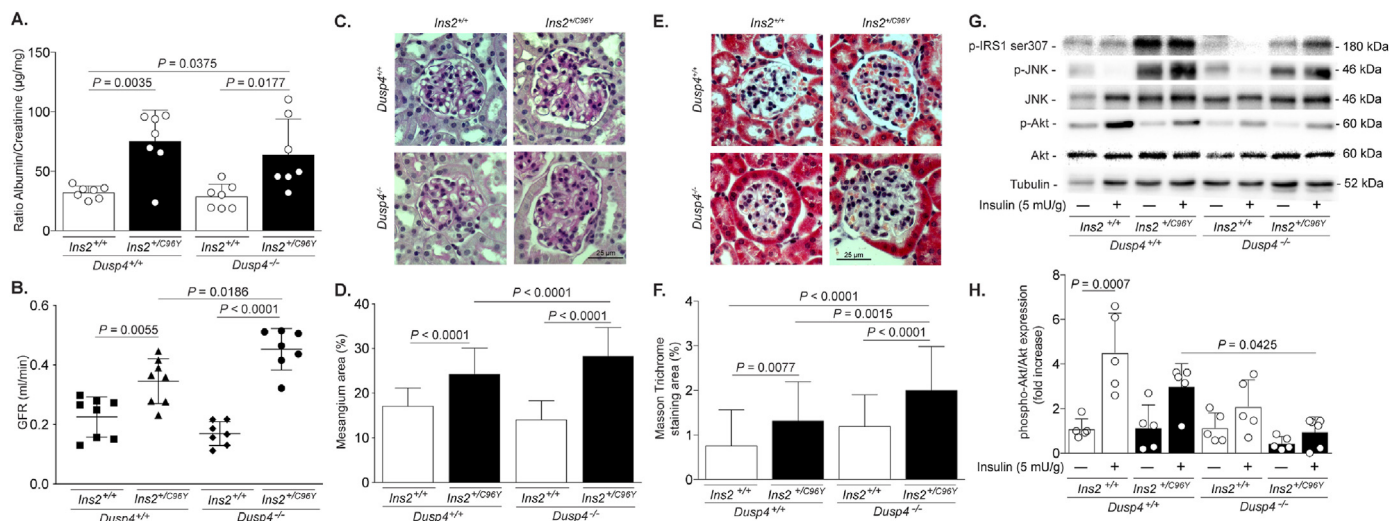 A.
Ratio Albumin/Creatinine (µg/mg)
150
100
50
0
P = 0.0375
P = 0.0035
P = 0.0177
Ins2+/+
Ins2+/C96Y
Ins2+/+
Ins2+/C96Y
Dusp4+/+
Dusp4-/-
B.
GFR (ml/min)
0.6
0.4
0.2
0.0
P = 0.0186
P < 0.0001
P = 0.0055
Ins2+/+
Ins2+/C96Y
Ins2+/+
Ins2+/C96Y
Dusp4+/+
Dusp4-/-
C.
Ins2+/+
Ins2+/C96Y
Dusp4+/+
Dusp4-/-
25 µm
D.
Mesangium area (%)
40
30
20
10
0
P < 0.0001
P < 0.0001
P < 0.0001
Ins2+/+
Ins2+/C96Y
Ins2+/+
Ins2+/C96Y
Dusp4+/+
Dusp4-/-
E.
Ins2+/+
Ins2+/C96Y
Dusp4+/+
Dusp4-/-
25 µm
F.
Masson Trichrome
staining area (%)
4
3
2
1
0
P < 0.0001
P = 0.0015
P < 0.0001
P = 0.0077
Ins2 +/+
Ins2 +/C96Y
Ins2 +/+
Ins2 +/C96Y
Dusp4+/+
Dusp4-/-
G.
p-IRS1 ser307 - - 180 kDa
p-JNK - - 46 kDa
JNK - - 46 kDa
p-Akt - - 60 kDa
Akt - - 60 kDa
Tubulin - - 52 kDa
Insulin (5 mU/g) — + — + — + — +
Ins2 +/+
Ins2 +/C96Y
Ins2 +/+
Ins2 +/C96Y
Dusp4+/+
Dusp4 -/-
H.
phospho-Akt/Akt expression
(fold increase)
8
6
4
2
0
P = 0.0007
P = 0.0425
Insulin (5 mU/g) — + — + — + — +
Ins2 +/+
Ins2 +/C96Y
Ins2 +/+
Ins2 +/C96Y
Dusp4+/+
Dusp4 -/-